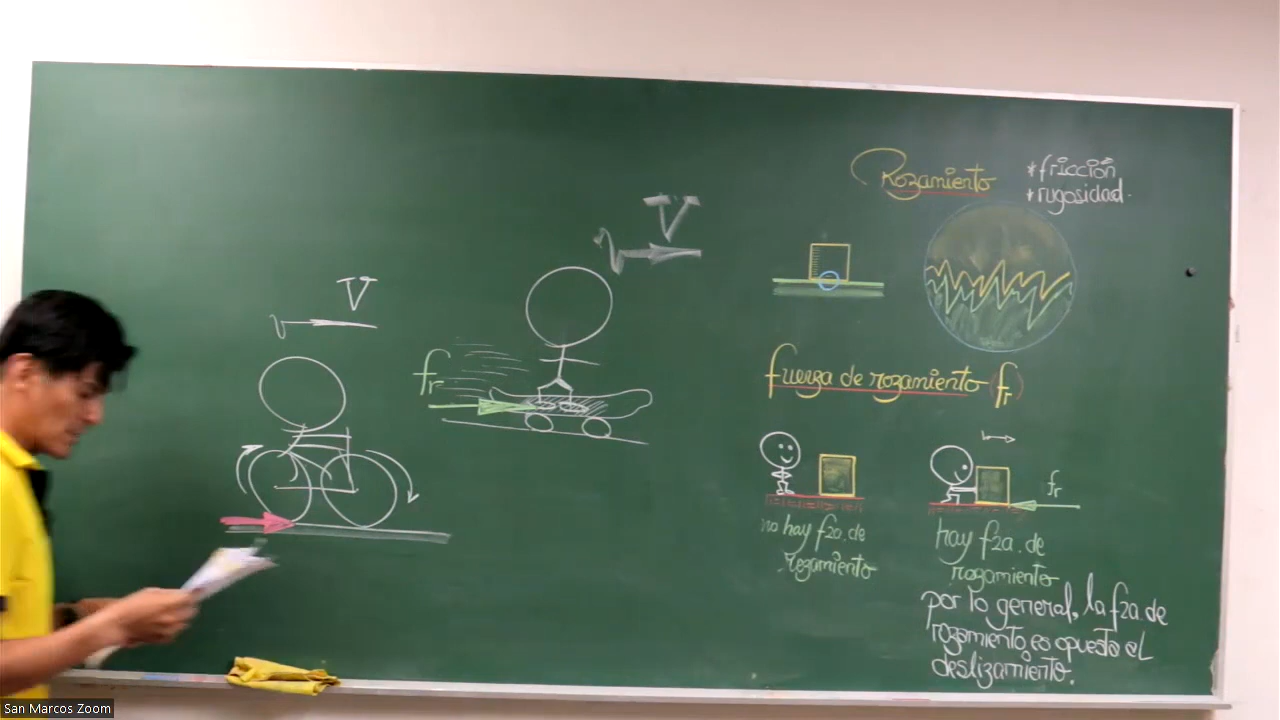 V
V
fr
Rozamiento
*fricción
*rugosidad.
fuerza de rozamiento (fr)
no hay fza. de
rozamiento
fr
hay fza. de
rozamiento
por lo general, la fza. de
rozamiento, es opuesta al
deslizamiento.
San Marcos Zoom